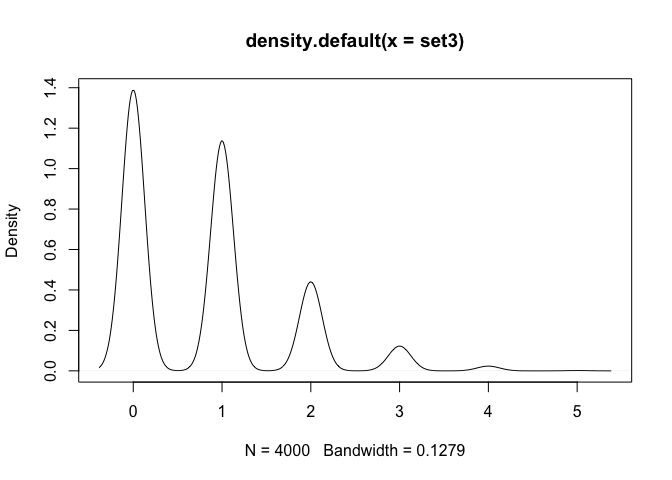 density.default(x = set3)
Density
1.4
1.2
1.0
0.8
0.6
0.4
0.2
0.0
0 1 2 3 4 5
N = 4000 Bandwidth = 0.1279